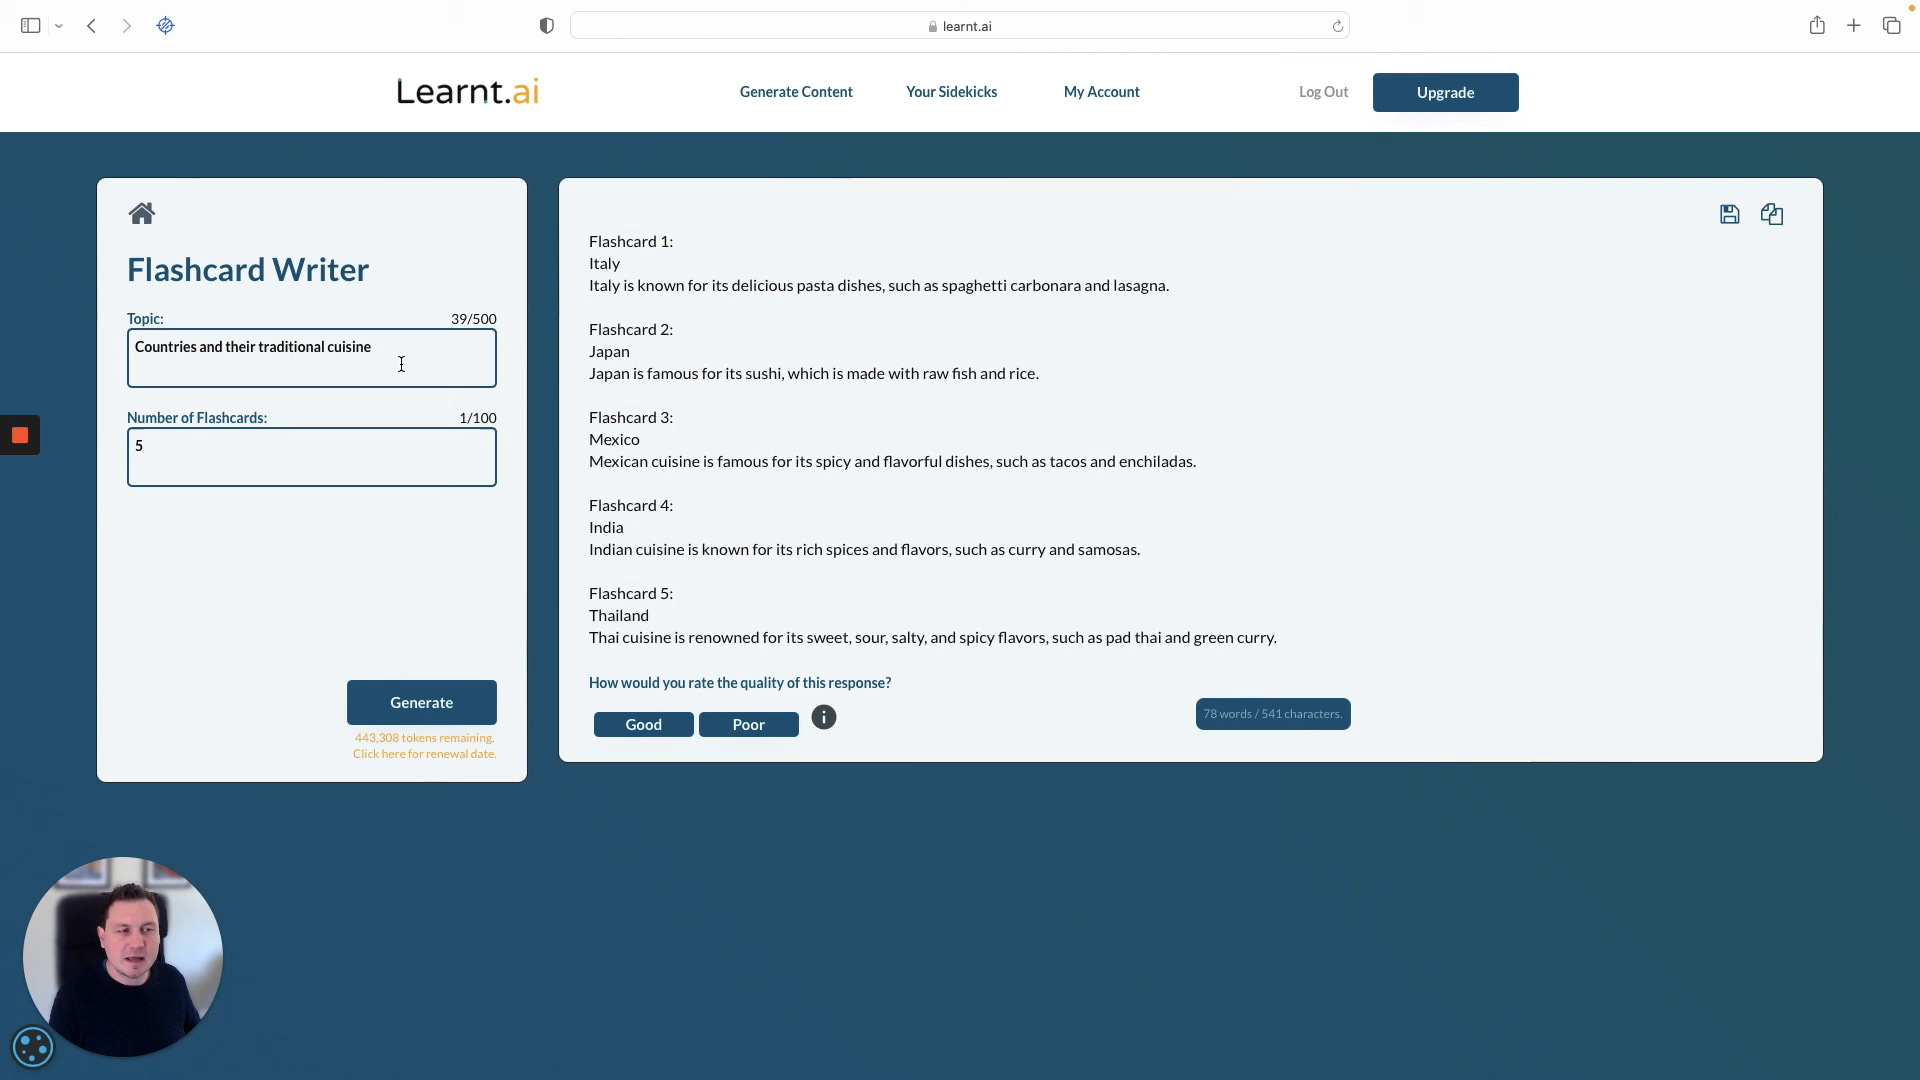 learnt.ai
Learnt.ai
Generate Content
Your Sidekicks
My Account
Log Out
Upgrade
Flashcard Writer
Topic:
39/500
Countries and their traditional cuisine
Number of Flashcards:
1/100
5
Generate
443,308 tokens remaining.
Click here for renewal date.
Flashcard 1:
Italy
Italy is known for its delicious pasta dishes, such as spaghetti carbonara and lasagna.
Flashcard 2:
Japan
Japan is famous for its sushi, which is made with raw fish and rice.
Flashcard 3:
Mexico
Mexican cuisine is famous for its spicy and flavorful dishes, such as tacos and enchiladas.
Flashcard 4:
India
Indian cuisine is known for its rich spices and flavors, such as curry and samosas.
Flashcard 5:
Thailand
Thai cuisine is renowned for its sweet, sour, salty, and spicy flavors, such as pad thai and green curry.
How would you rate the quality of this response?
Good
Poor
78 words / 541 characters.